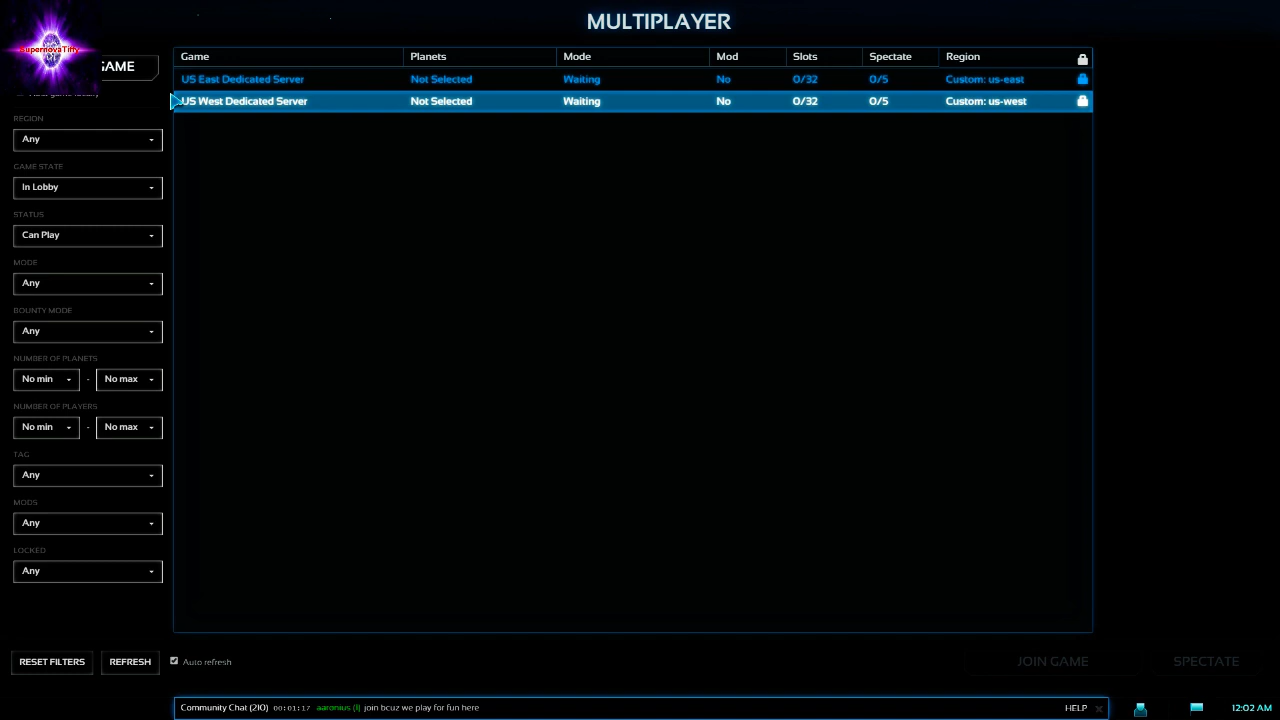 MULTIPLAYER
supernovaTiffy
GAME
Game Planets Mode Mod Slots Spectate Region
US East Dedicated Server Not Selected Waiting No 0/32 0/5 Custom: us-east
US West Dedicated Server Not Selected Waiting No 0/32 0/5 Custom: us-west
REGION
Any
GAME STATE
In Lobby
STATUS
Can Play
MODE
Any
BOUNTY MODE
Any
NUMBER OF PLANETS
No min - No max
NUMBER OF PLAYERS
No min - No max
TAG
Any
MODS
Any
LOCKED
Any
RESET FILTERS REFRESH Auto refresh JOIN GAME SPECTATE
Community Chat (210) 00:01:17 aaronius (1) join bcuz we play for fun here HELP 12:02 AM